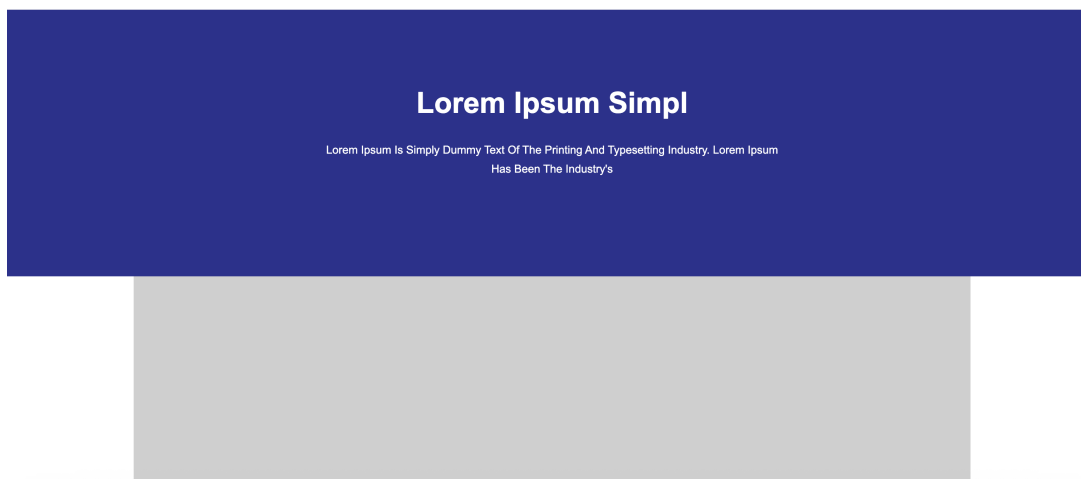 Lorem Ipsum Simpl
Lorem Ipsum Is Simply Dummy Text Of The Printing And Typesetting Industry. Lorem Ipsum
Has Been The Industry's